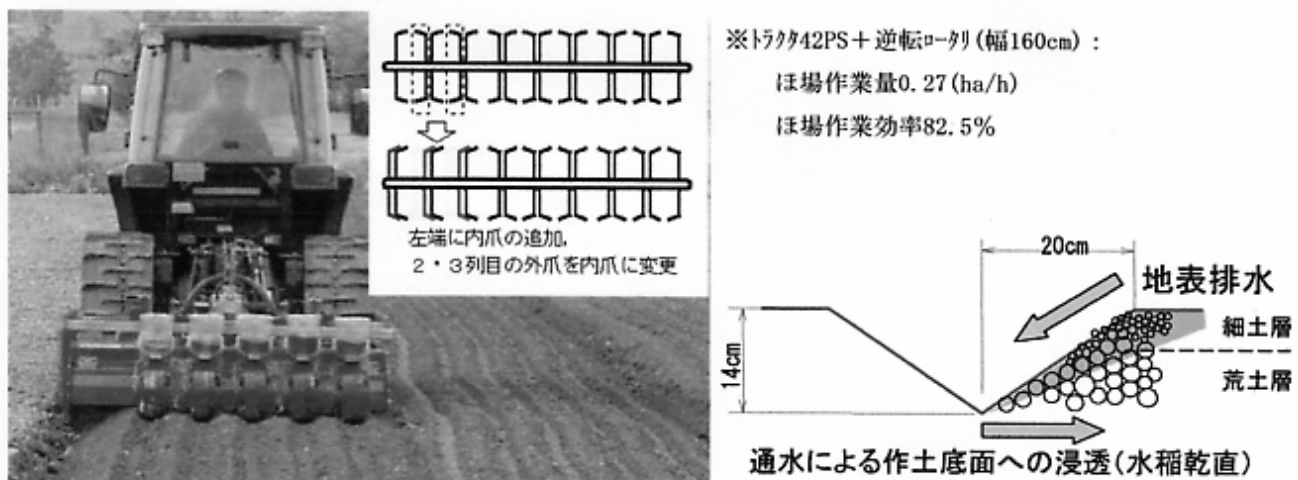 左端に内爪の追加,
2・3列目の外爪を内爪に変更
※トラクタ42PS+逆転ロータリ(幅160cm):
ほ場作業量0.27(ha/h)
ほ場作業効率82.5%
20cm
地表排水
細土層
14cm
荒土層
通水による作土底面への浸透(水稲乾直)